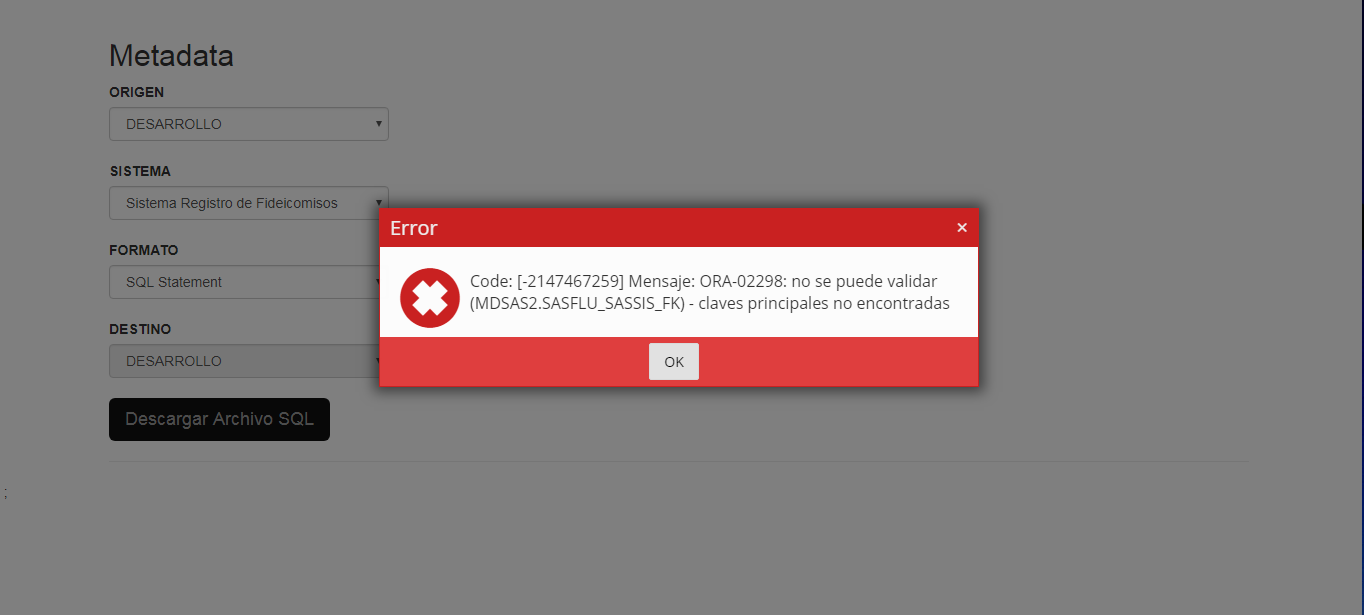 Metadata
ORIGEN
DESARROLLO
SISTEMA
Sistema Registro de Fideicomisos
FORMATO
SQL Statement
DESTINO
DESARROLLO
Descargar Archivo SQL
;
Error
×
Code: [-2147467259] Mensaje: ORA-02298: no se puede validar
(MDSAS2.SASFLU_SASSIS_FK) - claves principales no encontradas
OK